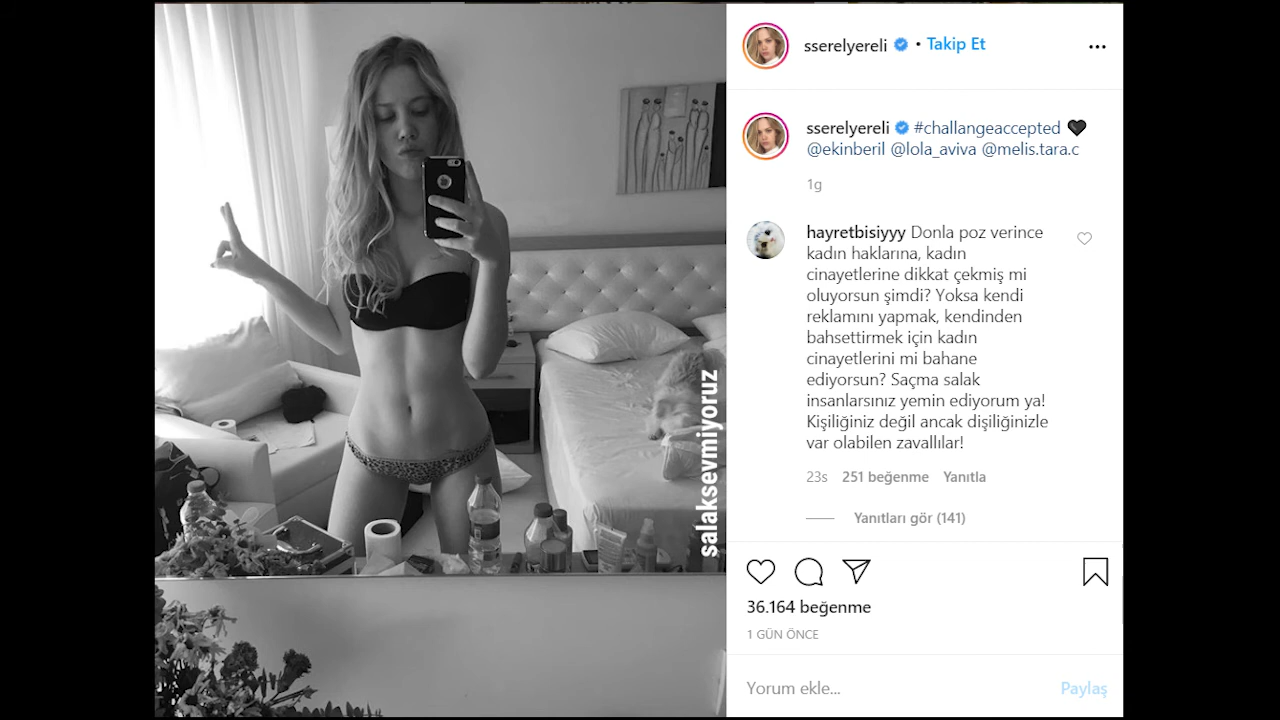 sserelyereli • Takip Et
sserelyereli #challangeaccepted 🖤
@ekinberil @lola_aviva @melis.tara.c
1g
hayretbisiyyy Donla poz verince
kadın haklarına, kadın
cinayetlerine dikkat çekmiş mi
oluyorsun şimdi? Yoksa kendi
reklamını yapmak, kendinden
bahsettirmek için kadın
cinayetlerini mi bahane
ediyorsun? Saçma salak
insanlarsınız yemin ediyorum ya!
Kişiliğiniz değil ancak dişiliğinizle
var olabilen zavallılar!
23s 251 beğenme Yanıtla
Yanıtları gör (141)
36.164 beğenme
1 GÜN ÖNCE
Yorum ekle...
Paylaş
salaksevmiyoruz